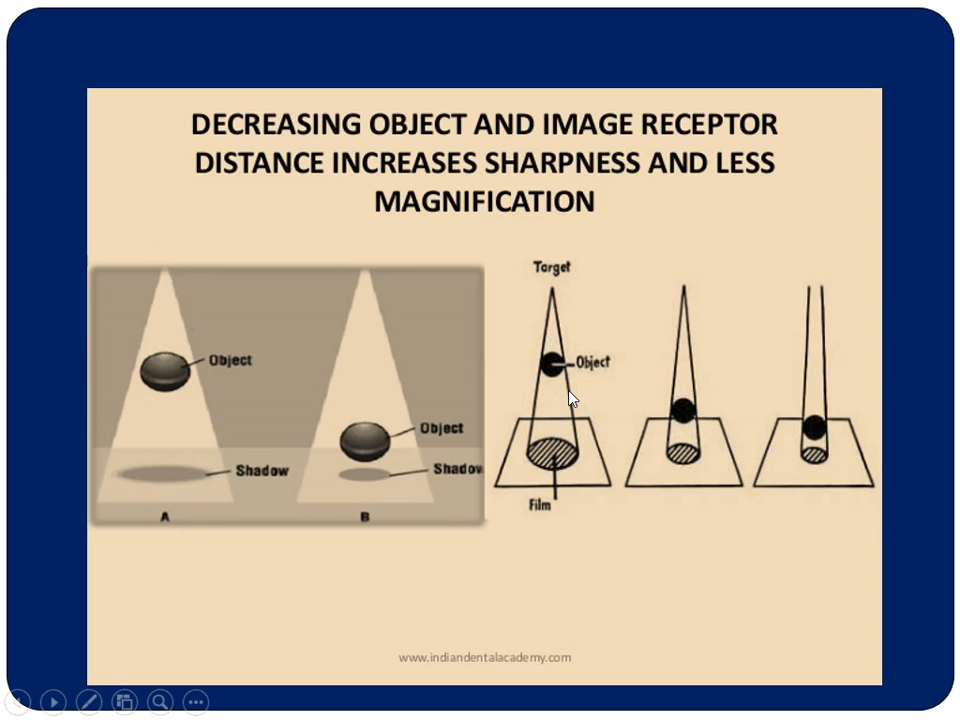 DECREASING OBJECT AND IMAGE RECEPTOR
DISTANCE INCREASES SHARPNESS AND LESS
MAGNIFICATION
Object
Shadow
A
Object
Shadow
B
Target
Object
Film
www.indiandentalacademy.com